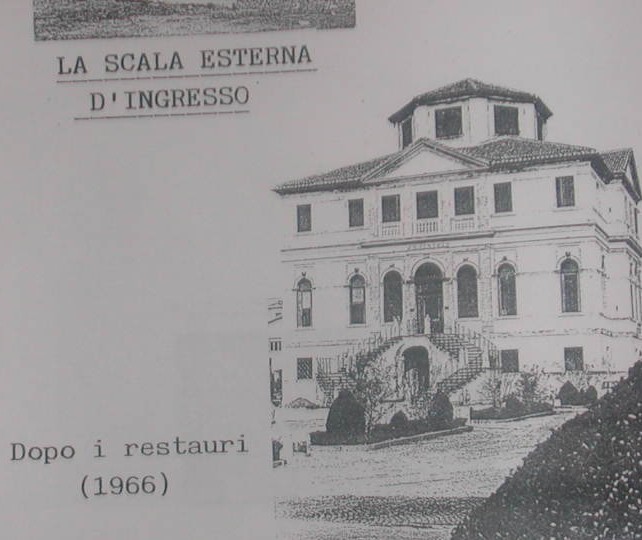 LA SCALA ESTERNA
D'INGRESSO
Dopo i restauri
(1966)